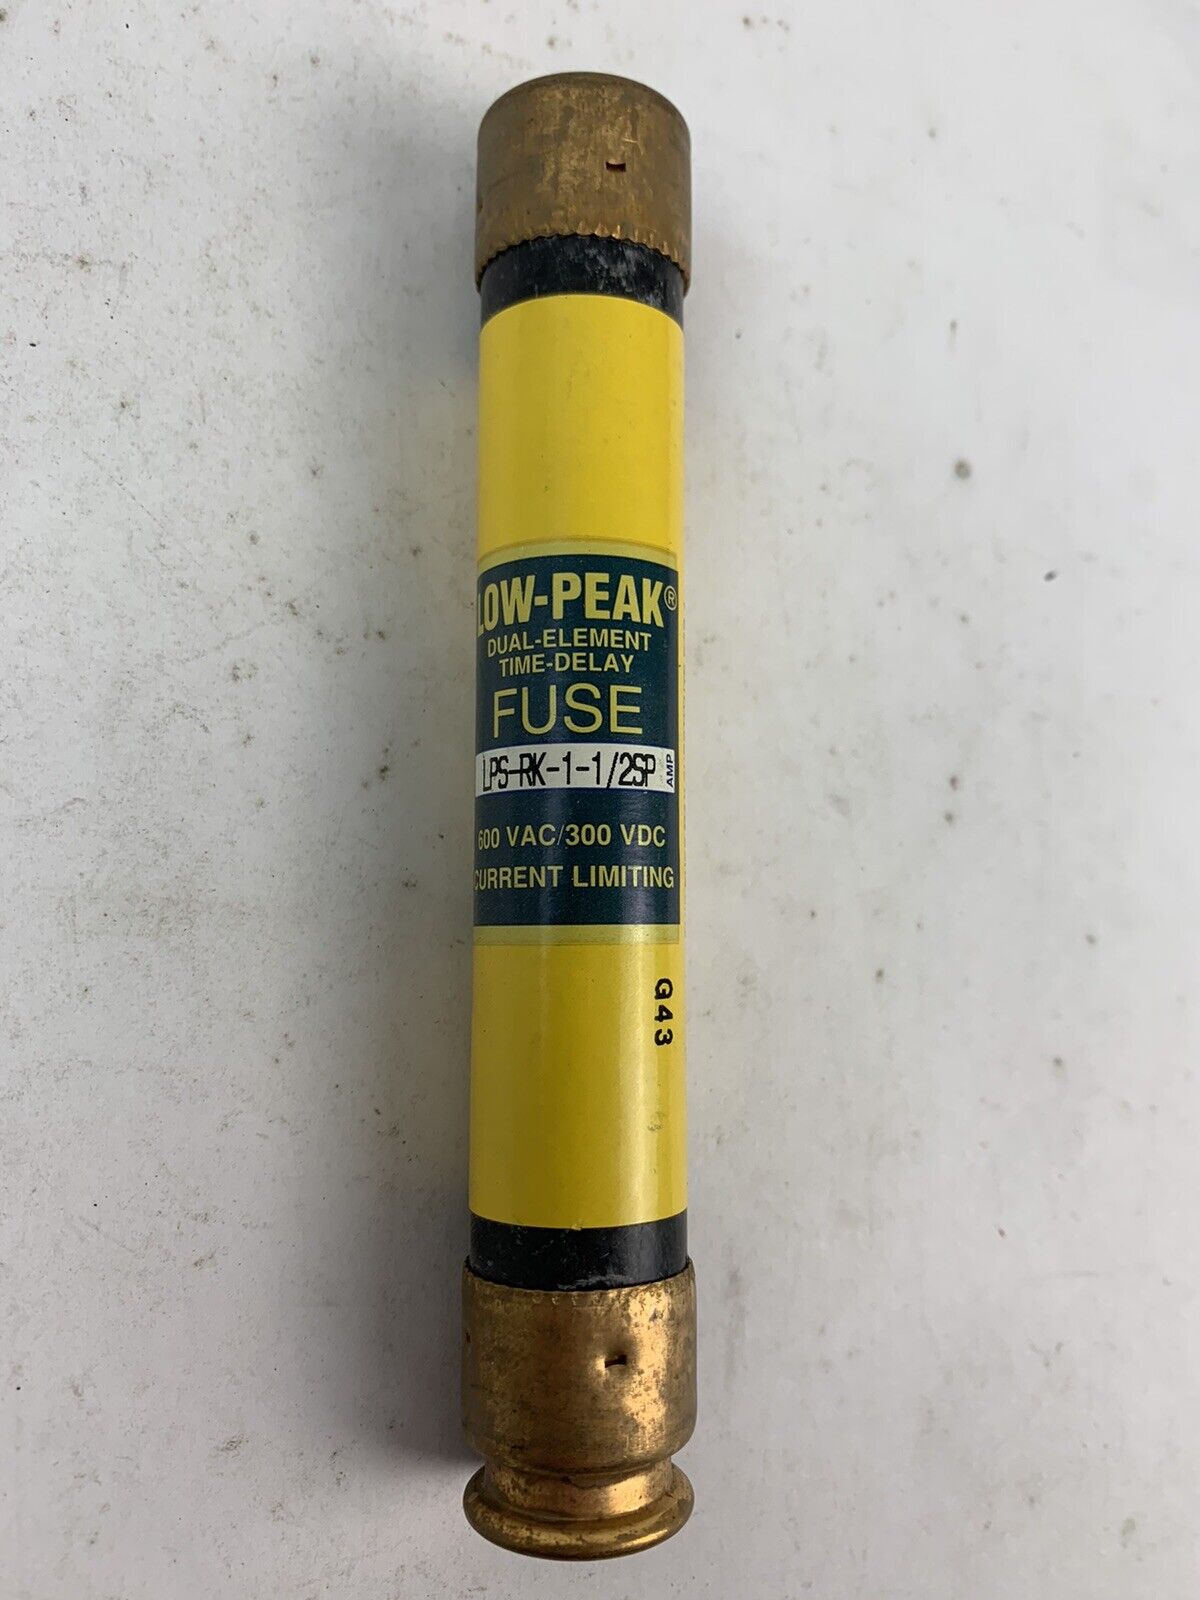 LOW-PEAK®
DUAL-ELEMENT
TIME-DELAY
FUSE
LPS-RK-1-1/2SP AMP
600 VAC/300 VDC
CURRENT LIMITING
G43